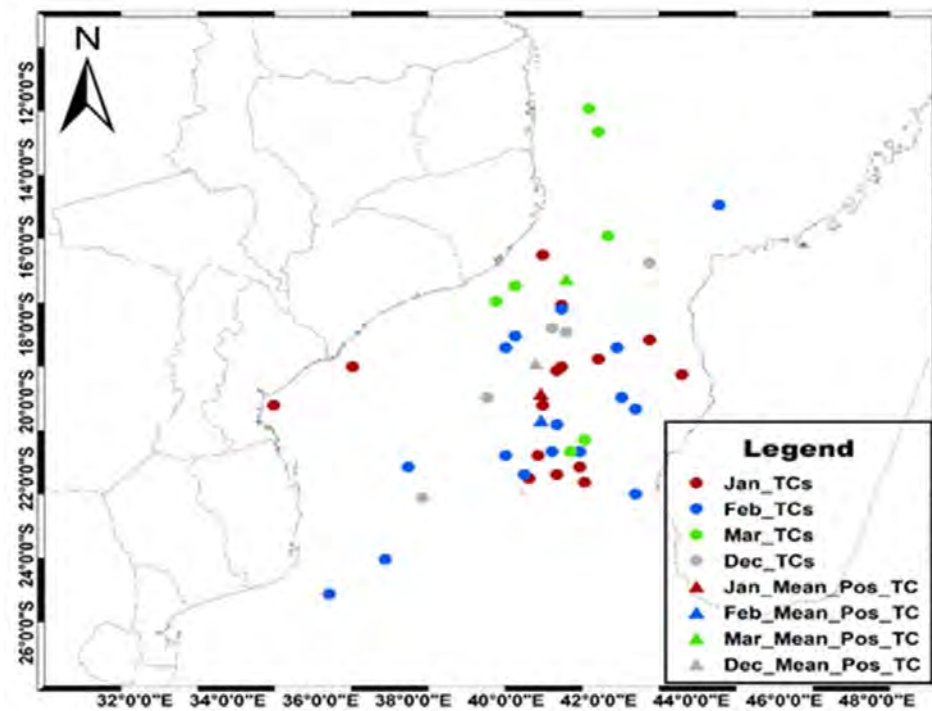 N
12°0'0"S
14°0'0"S
16°0'0"S
18°0'0"S
20°0'0"S
22°0'0"S
24°0'0"S
26°0'0"S
Legend
Jan_TCs
Feb_TCs
Mar_TCs
Dec_TCs
Jan_Mean_Pos_TC
Feb_Mean_Pos_TC
Mar_Mean_Pos_TC
Dec_Mean_Pos_TC
32°0'0"E 34°0'0"E 36°0'0"E 38°0'0"E 40°0'0"E 42°0'0"E 44°0'0"E 46°0'0"E 48°0'0"E